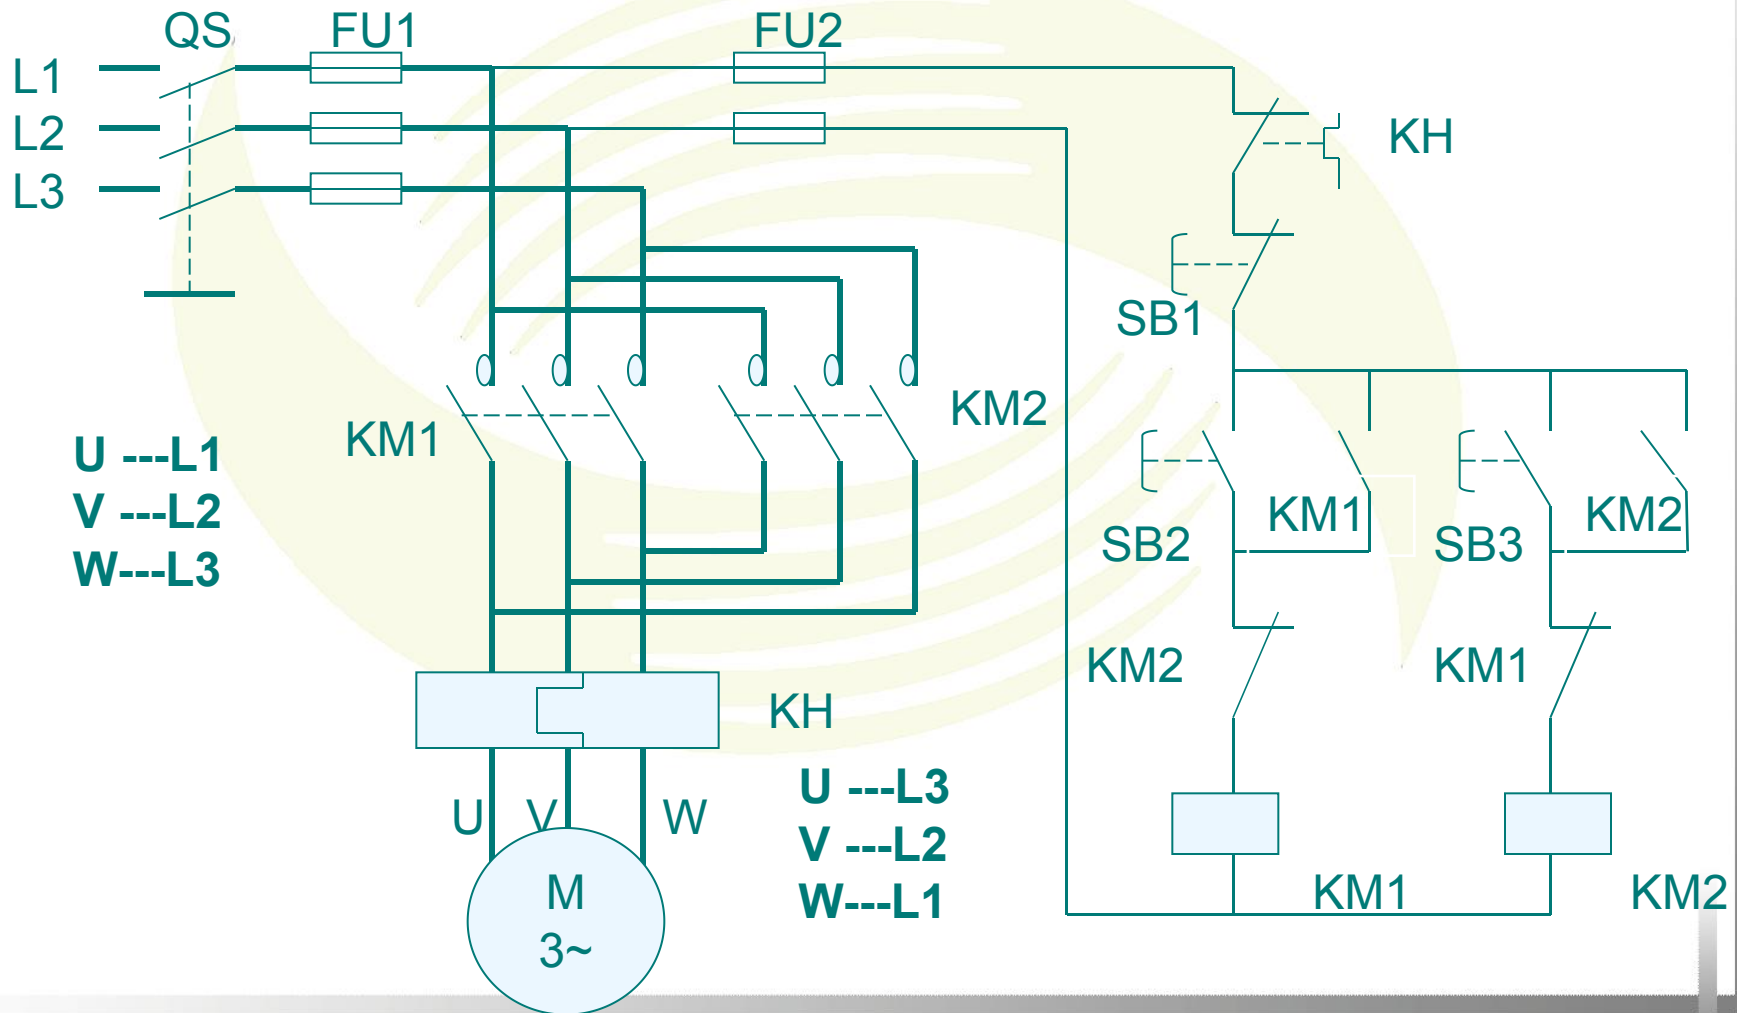 QS
FU1
FU2
L1
L2
L3
KH
SB1
KM1
KM2
U ---L1
V ---L2
W---L3
SB2
KM1
SB3
KM2
KM2
KM1
KH
U
V
W
U ---L3
V ---L2
W---L1
M
3~
KM1
KM2